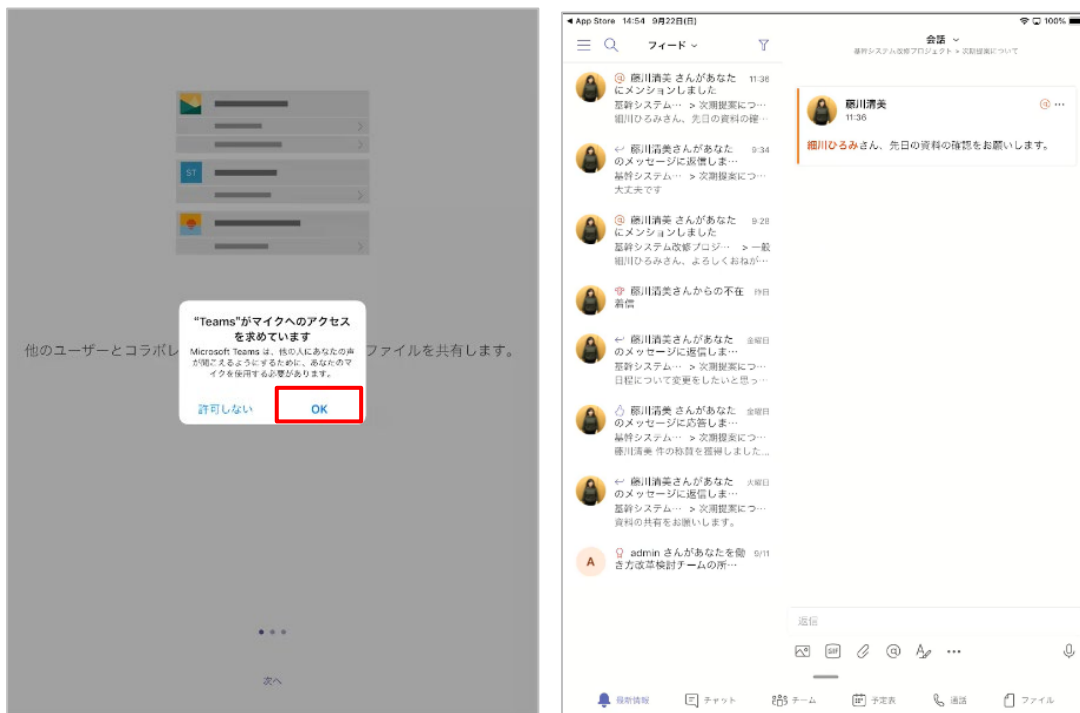 ST
“Teams”がマイクへのアクセス
を求めています
Microsoft Teams は、他の人にあなたの声
が聞こえるようにするために、あなたのマ
イクを使用する必要があります。
許可しない
OK
他のユーザーとコラボレ
ファイルを共有します。
次へ
◀ App Store 14:54 9月22日(日)
100%
フィード
藤川清美 さんがあなた 11:36
にメンションしました
基幹システム… > 次期提案につ…
細川ひろみさん、先日の資料の確…
藤川清美さんがあなた 9:34
のメッセージに返信しま…
基幹システム… > 次期提案につ…
大丈夫です
藤川清美 さんがあなた 9:28
にメンションしました
基幹システム改修プロジ… > 一般
細川ひろみさん、よろしくおねが…
藤川清美さんからの不在 昨日
着信
藤川清美さんがあなた 金曜日
のメッセージに返信しま…
基幹システム… > 次期提案につ…
日程について変更をしたいと思っ…
藤川清美 さんがあなた 金曜日
のメッセージに応答しま…
基幹システム… > 次期提案につ…
藤川清美 件の称賛を獲得しました...
藤川清美さんがあなた 火曜日
のメッセージに返信しま…
基幹システム… > 次期提案につ…
資料の共有をお願いします。
A
admin さんがあなたを働 9/11
き方改革検討チームの所…
会話
基幹システム改修プロジェクト > 次期提案について
藤川清美
11:36
細川ひろみさん、先日の資料の確認をお願いします。
返信
GIF
最新情報
チャット
チーム
予定表
通話
ファイル